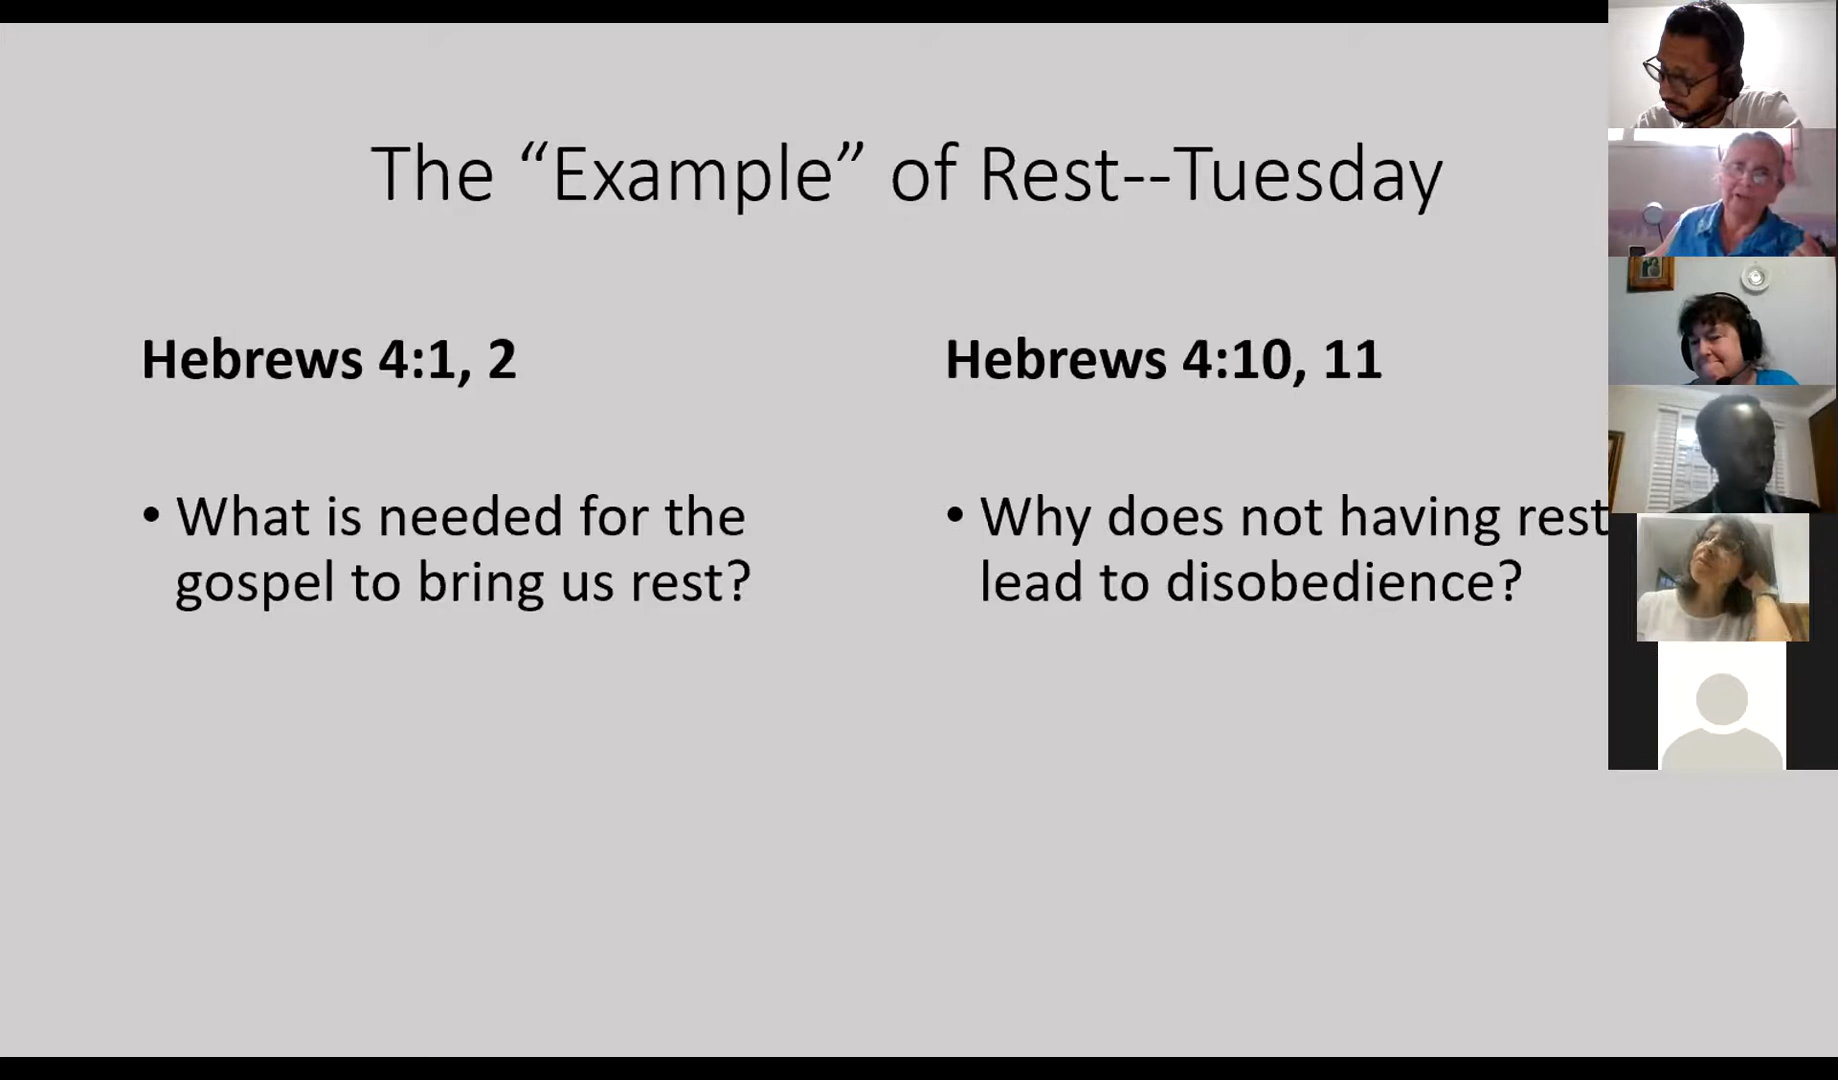 The “Example” of Rest--Tuesday
Hebrews 4:1, 2
• What is needed for the
gospel to bring us rest?
Hebrews 4:10, 11
• Why does not having rest
lead to disobedience?